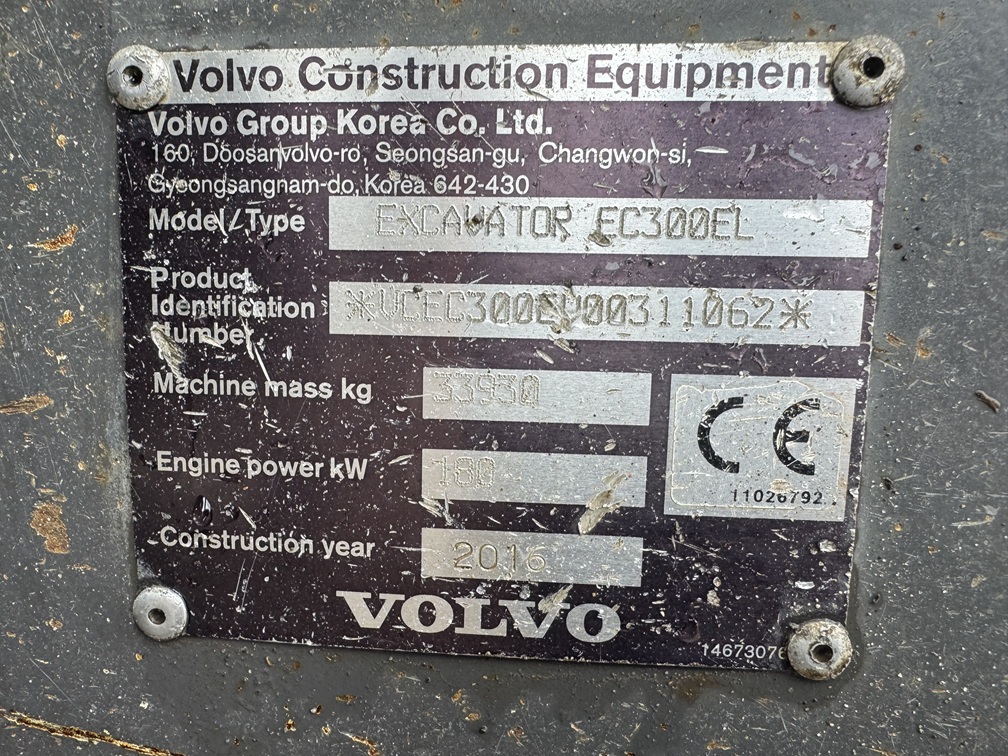 Volvo Construction Equipment
Volvo Group Korea Co. Ltd.
160, Doosanvolvo-ro, Seongsan-gu, Changwon-si,
Gyeongsangnam-do, Korea 642-430
Model/Type EXCAVATOR EC300EL
Product
Identification
Number *VCEC300EV00311062*
Machine mass kg 33950
Engine power kW 180
CE
11026792
Construction year 2016
VOLVO
1467307